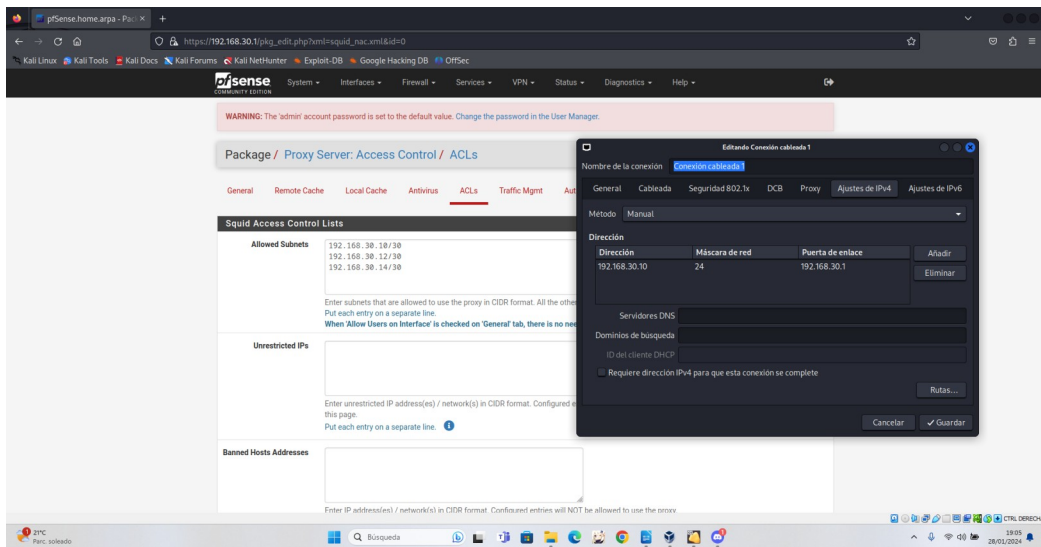 pfSense.home.arpa - Pack
https://192.168.30.1/pkg_edit.php?xml=squid_nac.xml&id=0
Kali Linux Kali Tools Kali Docs Kali Forums Kali NetHunter Exploit-DB Google Hacking DB OffSec
pfsense System Interfaces Firewall Services VPN Status Diagnostics Help
COMMUNITY EDITION
WARNING: The 'admin' account password is set to the default value. Change the password in the User Manager.
Package / Proxy Server: Access Control / ACLs
General Remote Cache Local Cache Antivirus ACLs Traffic Mgmt Aut
Squid Access Control Lists
Allowed Subnets
192.168.30.10/30
192.168.30.12/30
192.168.30.14/30
Enter subnets that are allowed to use the proxy in CIDR format. All the other
Put each entry on a separate line.
When 'Allow Users on Interface' is checked on 'General' tab, there is no nee
Unrestricted IPs
Enter unrestricted IP address(es) / network(s) in CIDR format. Configured e
this page.
Put each entry on a separate line.
Banned Hosts Addresses
Enter IP address(es) / network(s) in CIDR format. Configured entries will NOT be allowed to use the proxy.
Editando Conexión cableada 1
Nombre de la conexión Conexión cableada 1
General Cableada Seguridad 802.1x DCB Proxy Ajustes de IPv4 Ajustes de IPv6
Método Manual
Dirección
Dirección Máscara de red Puerta de enlace Añadir
192.168.30.10 24 192.168.30.1
Eliminar
Servidores DNS
Dominios de búsqueda
ID del cliente DHCP
Requiere dirección IPv4 para que esta conexión se complete
Rutas...
Cancelar Guardar
CTRL DERECH
1
21°C
Parc. soleado
Búsqueda
19:05
28/01/2024